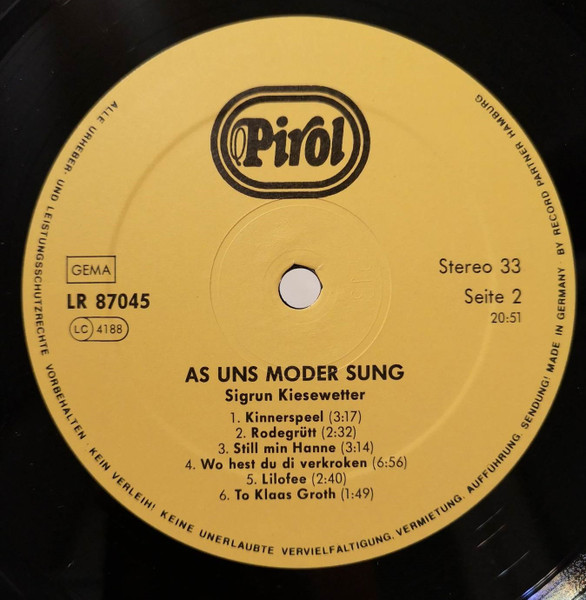 Pirol
GEMA
LR 87045
LC 4188
Stereo 33
Seite 2
20:51
AS UNS MODER SUNG
Sigrun Kiesewetter
1. Kinnerspeel (3:17)
2. Rodegrütt (2:32)
3. Still min Hanne (3:14)
4. Wo hest du di verkroken (6:56)
5. Lilofee (2:40)
6. To Klaas Groth (1:49)
ALLE URHEBER- UND LEISTUNGSSCHUTZRECHTE VORBEHALTEN · KEIN VERLEIH! KEINE UNERLAUBTE VERVIELFÄLTIGUNG, VERMIETUNG, AUFFÜHRUNG, SENDUNG! MADE IN GERMANY · BY RECORD PARTNER HAMBURG